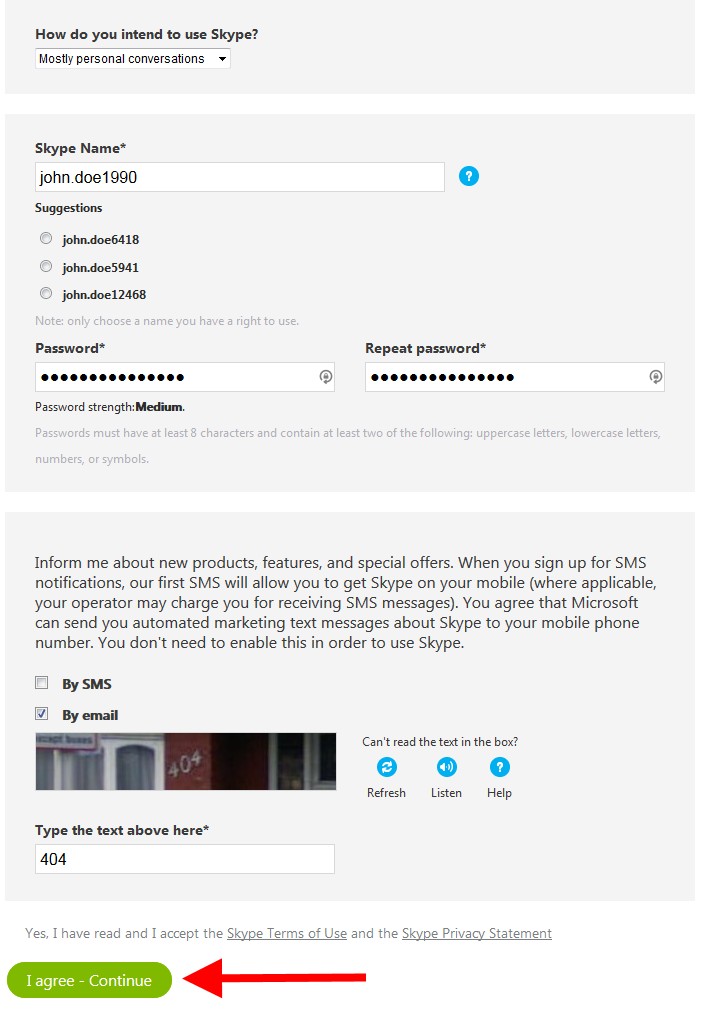 How do you intend to use Skype?
Mostly personal conversations
Skype Name*
john.doe1990
?
Suggestions
john.doe6418
john.doe5941
john.doe12468
Note: only choose a name you have a right to use.
Password* Repeat password*
●●●●●●●●●●●●●●● ●●●●●●●●●●●●●●●
Password strength:Medium.
Passwords must have at least 8 characters and contain at least two of the following: uppercase letters, lowercase letters,
numbers, or symbols.
Inform me about new products, features, and special offers. When you sign up for SMS
notifications, our first SMS will allow you to get Skype on your mobile (where applicable,
your operator may charge you for receiving SMS messages). You agree that Microsoft
can send you automated marketing text messages about Skype to your mobile phone
number. You don't need to enable this in order to use Skype.
By SMS
By email
404
Can't read the text in the box?
?
Refresh Listen Help
Type the text above here*
404
Yes, I have read and I accept the Skype Terms of Use and the Skype Privacy Statement
I agree - Continue